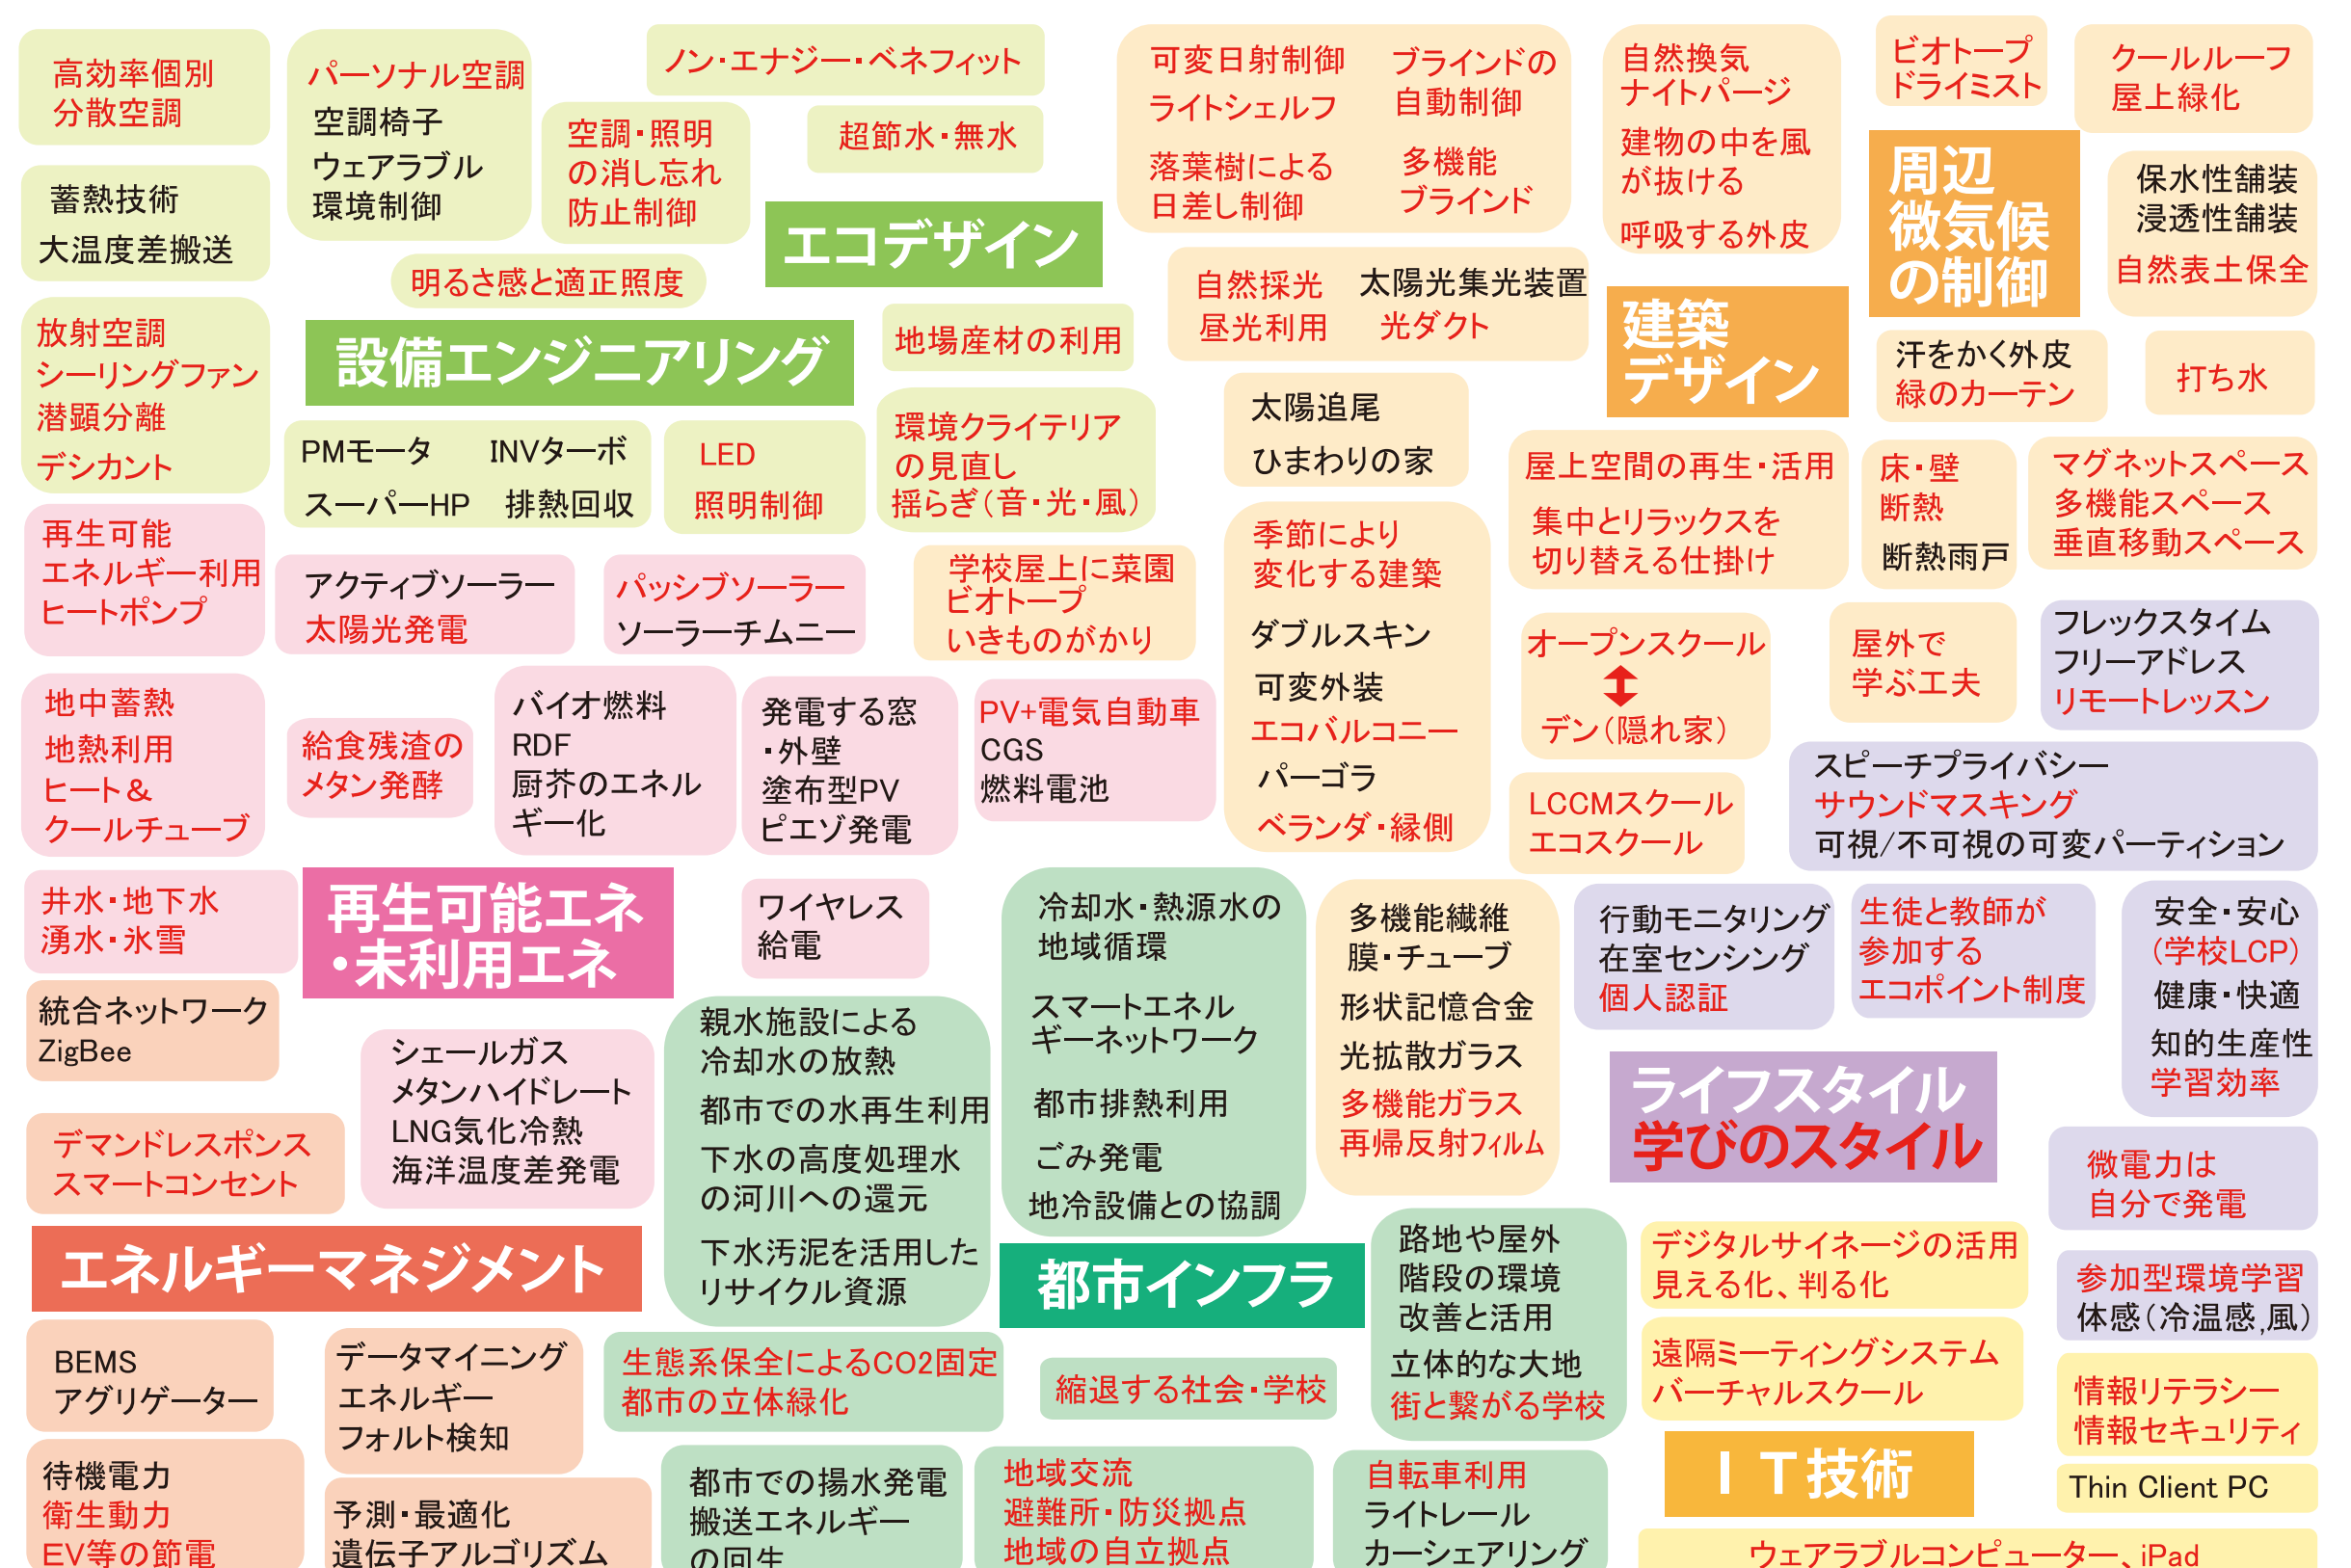 高効率個別
分散空調
蓄熱技術
大温度差搬送
放射空調
シーリングファン
潜顕分離
デシカント
パーソナル空調
空調椅子
ウェアラブル
環境制御
空調・照明
の消し忘れ
防止制御
明るさ感と適正照度
ノン・エナジー・ベネフィット
超節水・無水
エコデザイン
設備エンジニアリング
PMモータ INVターボ
スーパーHP 排熱回収
LED
照明制御
地場産材の利用
環境クライテリア
の見直し
揺らぎ（音・光・風）
可変日射制御
ライトシェルフ
落葉樹による
日差し制御
ブラインドの
自動制御
多機能
ブラインド
自然採光
昼光利用
太陽光集光装置
光ダクト
自然換気
ナイトパージ
建物の中を風
が抜ける
呼吸する外皮
建築
デザイン
ビオトープ
ドライミスト
クールルーフ
屋上緑化
周辺
微気候
の制御
保水性舗装
浸透性舗装
自然表土保全
汗をかく外皮
緑のカーテン
打ち水
太陽追尾
ひまわりの家
屋上空間の再生・活用
集中とリラックスを
切り替える仕掛け
床・壁
断熱
断熱雨戸
マグネットスペース
多機能スペース
垂直移動スペース
再生可能
エネルギー利用
ヒートポンプ
アクティブソーラー
太陽光発電
パッシブソーラー
ソーラーチムニー
学校屋上に菜園
ビオトープ
いきものがかり
季節により
変化する建築
ダブルスキン
可変外装
エコバルコニー
パーゴラ
ベランダ・縁側
オープンスクール
デン（隠れ家）
LCCMスクール
エコスクール
屋外で
学ぶ工夫
フレックスタイム
フリーアドレス
リモートレッスン
スピーチプライバシー
サウンドマスキング
可視/不可視の可変パーティション
地中蓄熱
地熱利用
ヒート＆
クールチューブ
給食残渣の
メタン発酵
バイオ燃料
RDF
厨芥のエネル
ギー化
発電する窓
・外壁
塗布型PV
ピエゾ発電
PV+電気自動車
CGS
燃料電池
井水・地下水
湧水・氷雪
再生可能エネ
・未利用エネ
ワイヤレス
給電
統合ネットワーク
ZigBee
シェールガス
メタンハイドレート
LNG気化冷熱
海洋温度差発電
デマンドレスポンス
スマートコンセント
エネルギーマネジメント
親水施設による
冷却水の放熱
都市での水再生利用
下水の高度処理水
の河川への還元
下水汚泥を活用した
リサイクル資源
冷却水・熱源水の
地域循環
スマートエネル
ギーネットワーク
都市排熱利用
ごみ発電
地冷設備との協調
都市インフラ
多機能繊維
膜・チューブ
形状記憶合金
光拡散ガラス
多機能ガラス
再帰反射フィルム
行動モニタリング
在室センシング
個人認証
生徒と教師が
参加する
エコポイント制度
安全・安心
（学校LCP）
健康・快適
知的生産性
学習効率
ライフスタイル
学びのスタイル
微電力は
自分で発電
参加型環境学習
体感（冷温感,風）
路地や屋外
階段の環境
改善と活用
立体的な大地
街と繋がる学校
デジタルサイネージの活用
見える化、判る化
遠隔ミーティングシステム
バーチャルスクール
情報リテラシー
情報セキュリティ
ＩＴ技術
Thin Client PC
ウェアラブルコンピューター、iPad
BEMS
アグリゲーター
データマイニング
エネルギー
フォルト検知
待機電力
衛生動力
EV等の節電
予測・最適化
遺伝子アルゴリズム
生態系保全によるCO2固定
都市の立体緑化
縮退する社会・学校
都市での揚水発電
搬送エネルギー
の回生
地域交流
避難所・防災拠点
地域の自立拠点
自転車利用
ライトレール
カーシェアリング